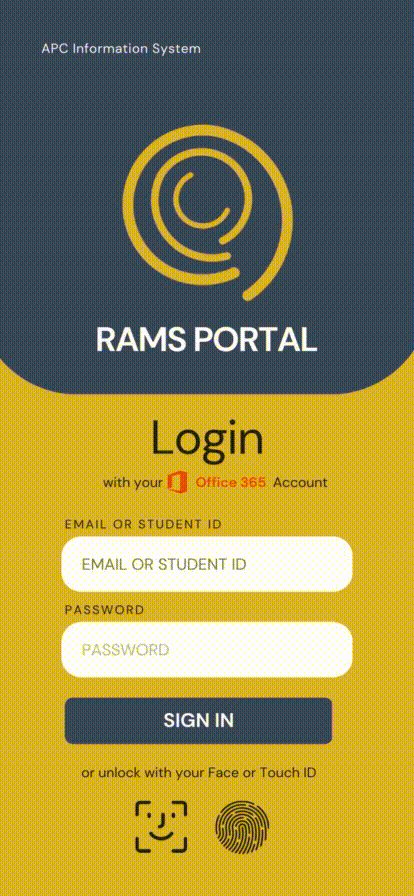 APC Information System
RAMS PORTAL
Login
with your Office 365 Account
EMAIL OR STUDENT ID
EMAIL OR STUDENT ID
PASSWORD
PASSWORD
SIGN IN
or unlock with your Face or Touch ID